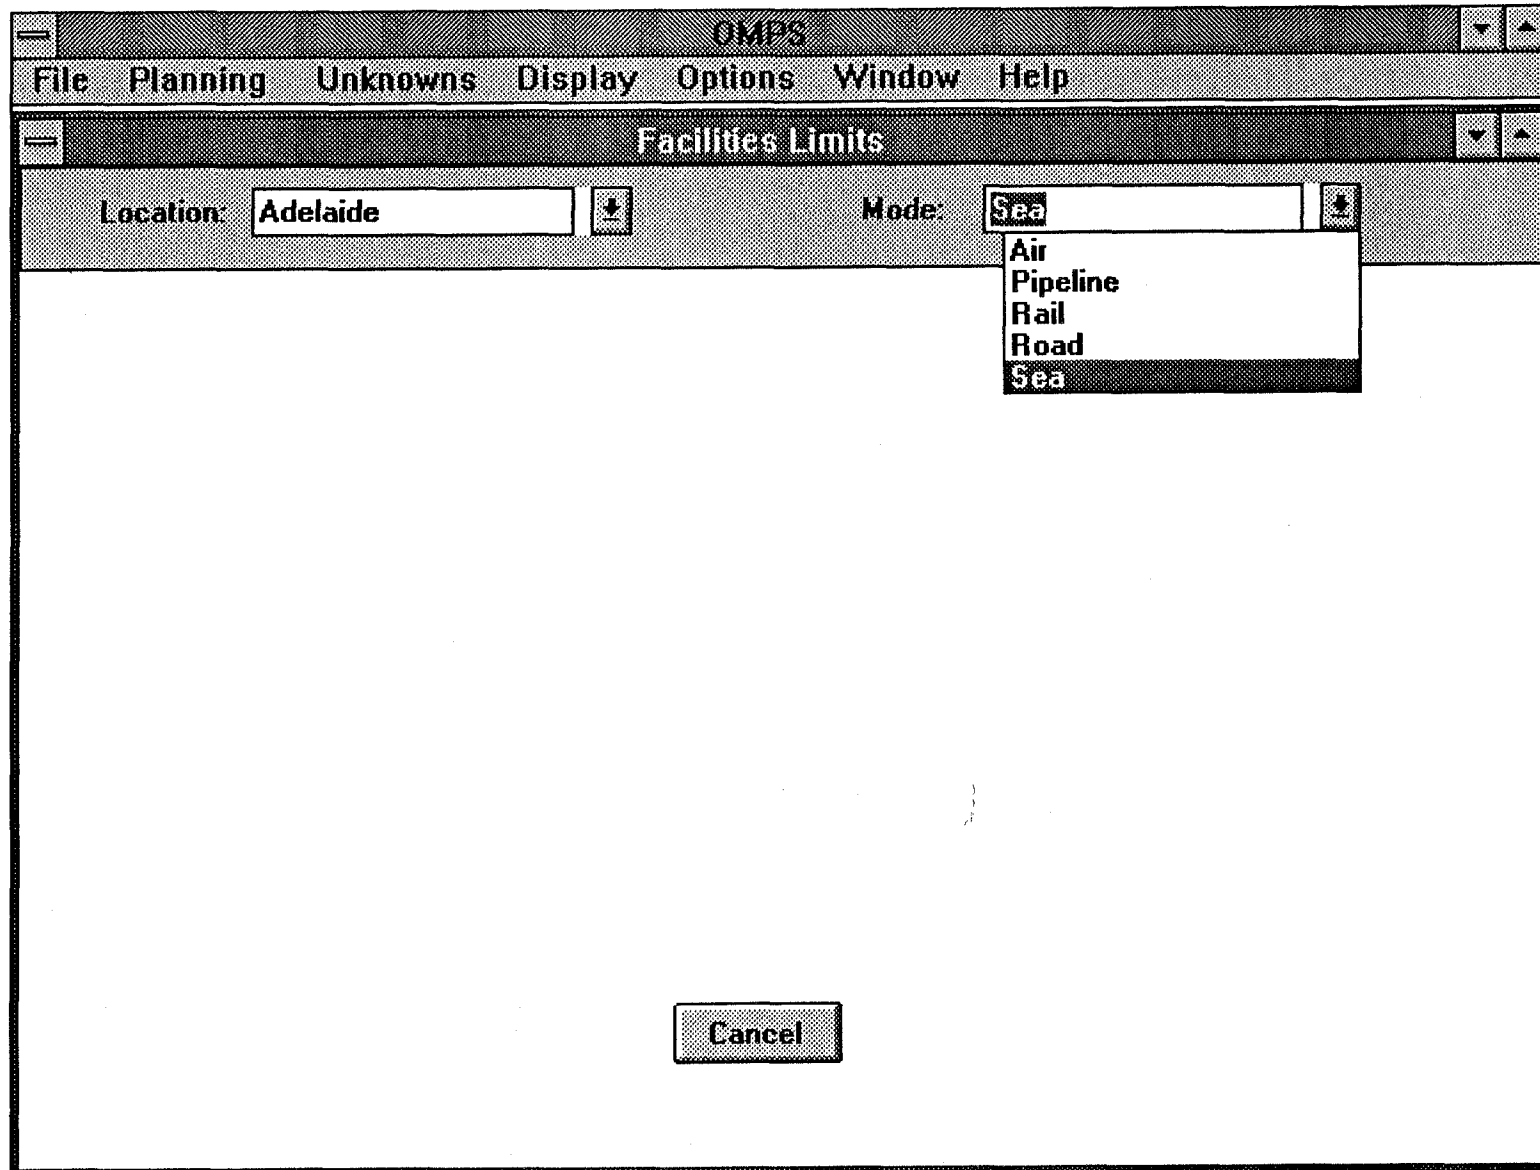 OMPS
File Planning Unknowns Display Options Window Help
Facilities Limits
Location: Adelaide Mode: Sea
Air
Pipeline
Rail
Road
Sea
Cancel